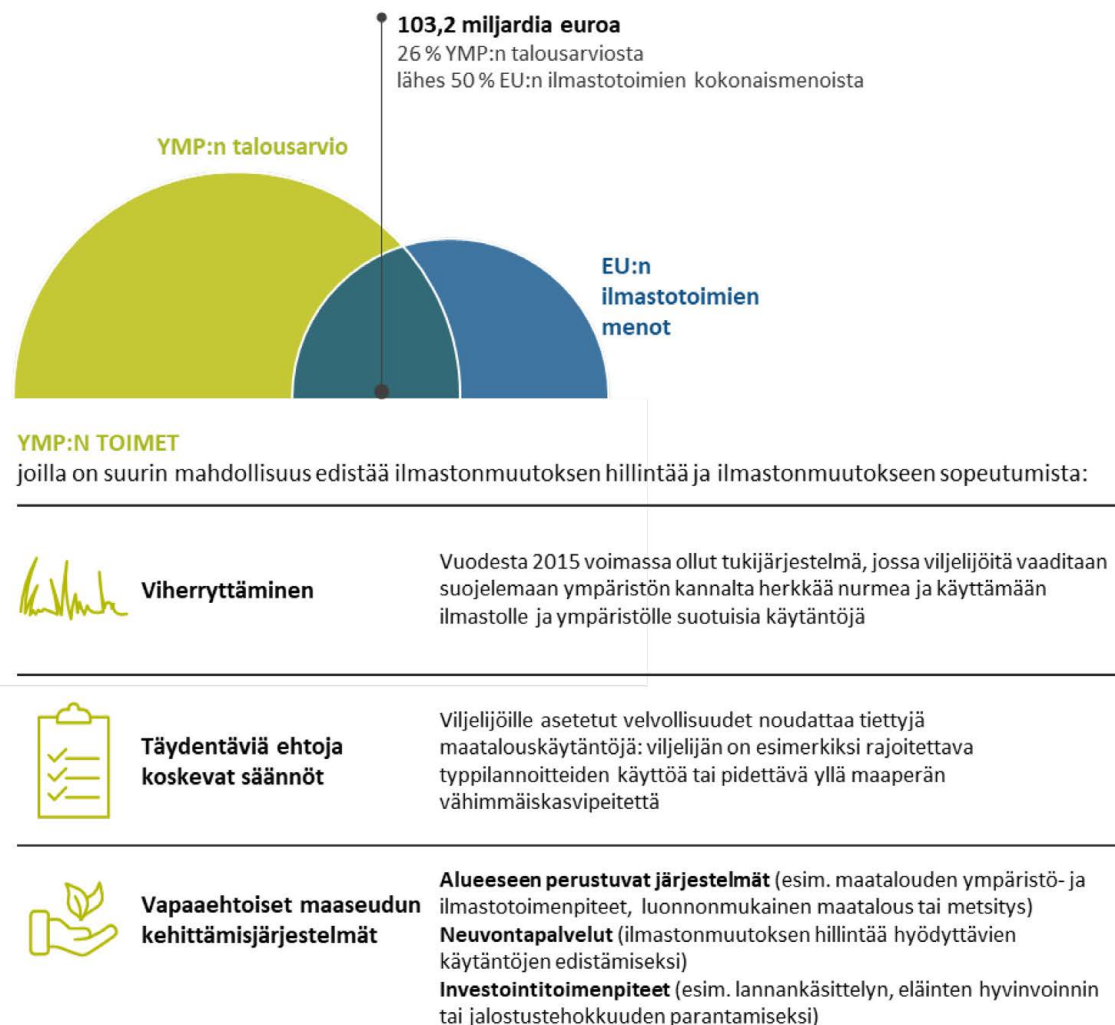 103,2 miljardia euroa
26 % YMP:n talousarviosta
lähes 50 % EU:n ilmastotoimien kokonaismenoista
YMP:n talousarvio
EU:n
ilmastotoimien
menot
YMP:N TOIMET
joilla on suurin mahdollisuus edistää ilmastonmuutoksen hillintää ja ilmastonmuutokseen sopeutumista:
Viherryttäminen
Vuodesta 2015 voimassa ollut tukijärjestelmä, jossa viljelijöitä vaaditaan
suojelemaan ympäristön kannalta herkkää nurmea ja käyttämään
ilmastolle ja ympäristölle suotuisia käytäntöjä
Täydentäviä ehtoja
koskevat säännöt
Viljelijöille asetetut velvollisuudet noudattaa tiettyjä
maatalouskäytäntöjä: viljelijän on esimerkiksi rajoitettava
typpilannoitteiden käyttöä tai pidettävä yllä maaperän
vähimmäiskasvipeitettä
Vapaaehtoiset maaseudun
kehittämisjärjestelmät
Alueeseen perustuvat järjestelmät (esim. maatalouden ympäristö- ja
ilmastotoimenpiteet, luonnonmukainen maatalous tai metsitys)
Neuvontapalvelut (ilmastonmuutoksen hillintää hyödyttävien
käytäntöjen edistämiseksi)
Investointitoimenpiteet (esim. lannankäsittelyn, eläinten hyvinvoinnin
tai jalostustehokkuuden parantamiseksi)